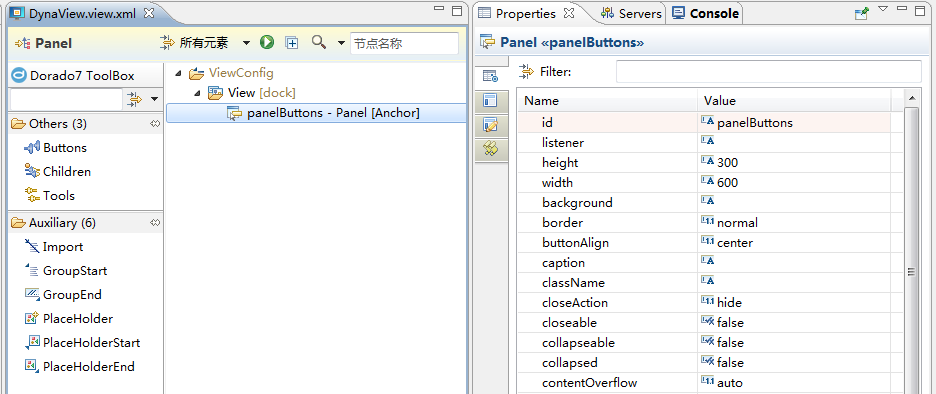 DynaView.view.xml
Panel
所有元素
节点名称
Dorado7 ToolBox
Others (3)
Buttons
Children
Tools
Auxiliary (6)
Import
GroupStart
GroupEnd
PlaceHolder
PlaceHolderStart
PlaceHolderEnd
ViewConfig
View [dock]
panelButtons - Panel [Anchor]
Properties
Servers
Console
Panel «panelButtons»
Filter:
Name Value
id panelButtons
listener
height 300
width 600
background
border normal
buttonAlign center
caption
className
closeAction hide
closeable false
collapseable false
collapsed false
contentOverflow auto